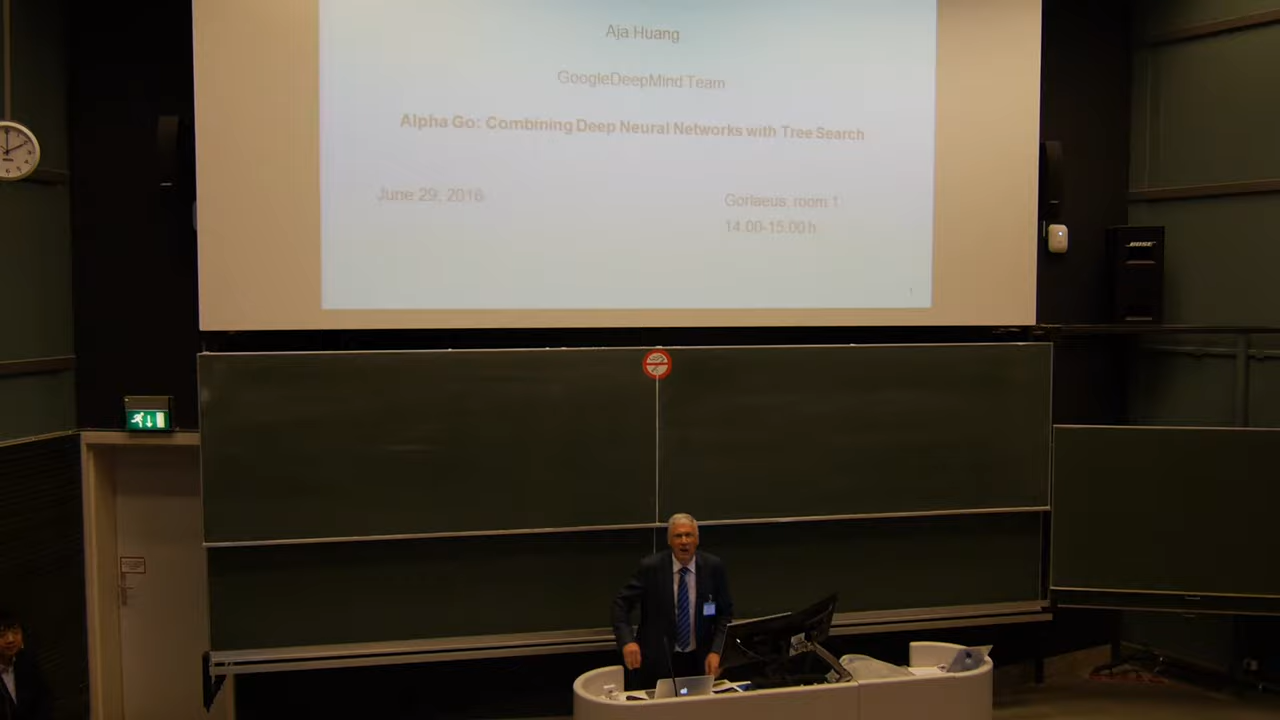 Aja Huang
GoogleDeepMind Team
Alpha Go: Combining Deep Neural Networks with Tree Search
June 29, 2016
Gorlaeus, room 1
14.00-15.00 h
1
BOSE